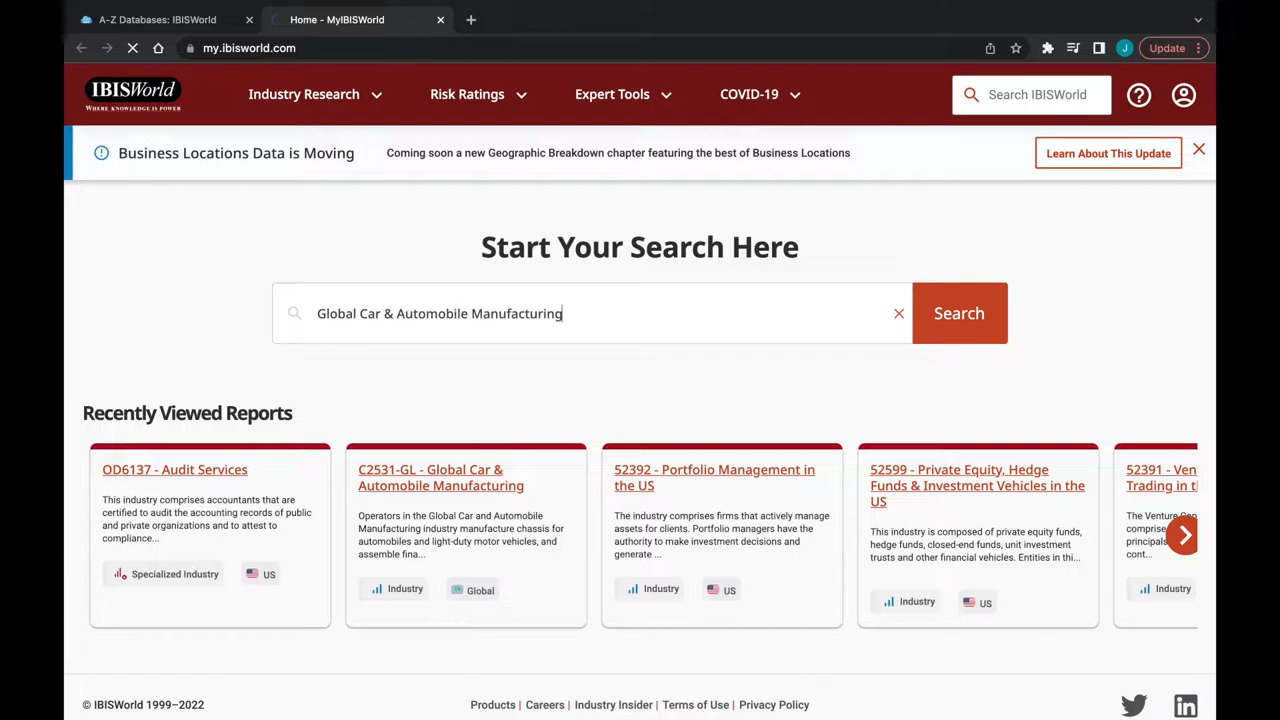 A-Z Databases: IBISWorld
Home - MyIBISWorld
my.ibisworld.com
J
Update
IBISWorld
WHERE KNOWLEDGE IS POWER
Industry Research
Risk Ratings
Expert Tools
COVID-19
Search IBISWorld
Business Locations Data is Moving
Coming soon a new Geographic Breakdown chapter featuring the best of Business Locations
Learn About This Update
Start Your Search Here
Global Car & Automobile Manufacturing
Search
Recently Viewed Reports
OD6137 - Audit Services
This industry comprises accountants that are
certified to audit the accounting records of public
and private organizations and to attest to
compliance...
Specialized Industry
US
C2531-GL - Global Car &
Automobile Manufacturing
Operators in the Global Car and Automobile
Manufacturing industry manufacture chassis for
automobiles and light-duty motor vehicles, and
assemble fina...
Industry
Global
52392 - Portfolio Management in
the US
The industry comprises firms that actively manage
assets for clients. Portfolio managers have the
authority to make investment decisions and
generate ...
Industry
US
52599 - Private Equity, Hedge
Funds & Investment Vehicles in the
US
This industry is composed of private equity funds,
hedge funds, closed-end funds, unit investment
trusts and other financial vehicles. Entities in thi...
Industry
US
52391 - Ven
Trading in t
The Venture
compris
principals
cont...
Industry
© IBISWorld 1999–2022
Products | Careers | Industry Insider | Terms of Use | Privacy Policy